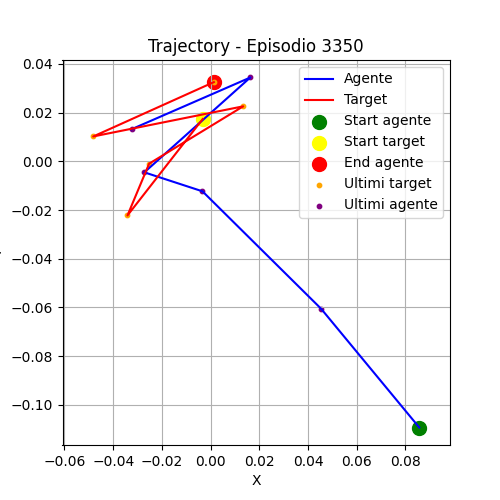 Trajectory - Episodio 3350
0.04
0.02
0.00
−0.02
−0.04
−0.06
−0.08
−0.10
Agente
Target
Start agente
Start target
End agente
Ultimi target
Ultimi agente
−0.06 −0.04 −0.02 0.00 0.02 0.04 0.06 0.08
X